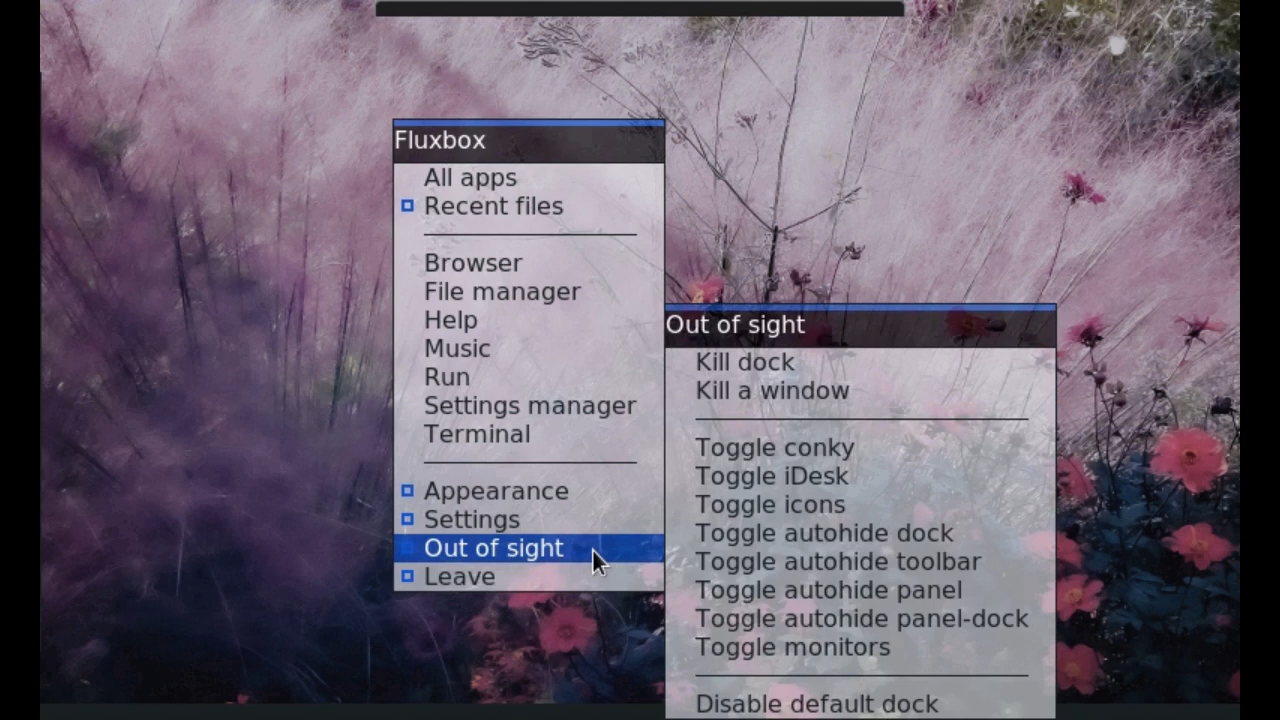 Fluxbox
All apps
Recent files
Browser
File manager
Help
Music
Run
Settings manager
Terminal
Appearance
Settings
Out of sight
Leave
Out of sight
Kill dock
Kill a window
Toggle conky
Toggle iDesk
Toggle icons
Toggle autohide dock
Toggle autohide toolbar
Toggle autohide panel
Toggle autohide panel-dock
Toggle monitors
Disable default dock